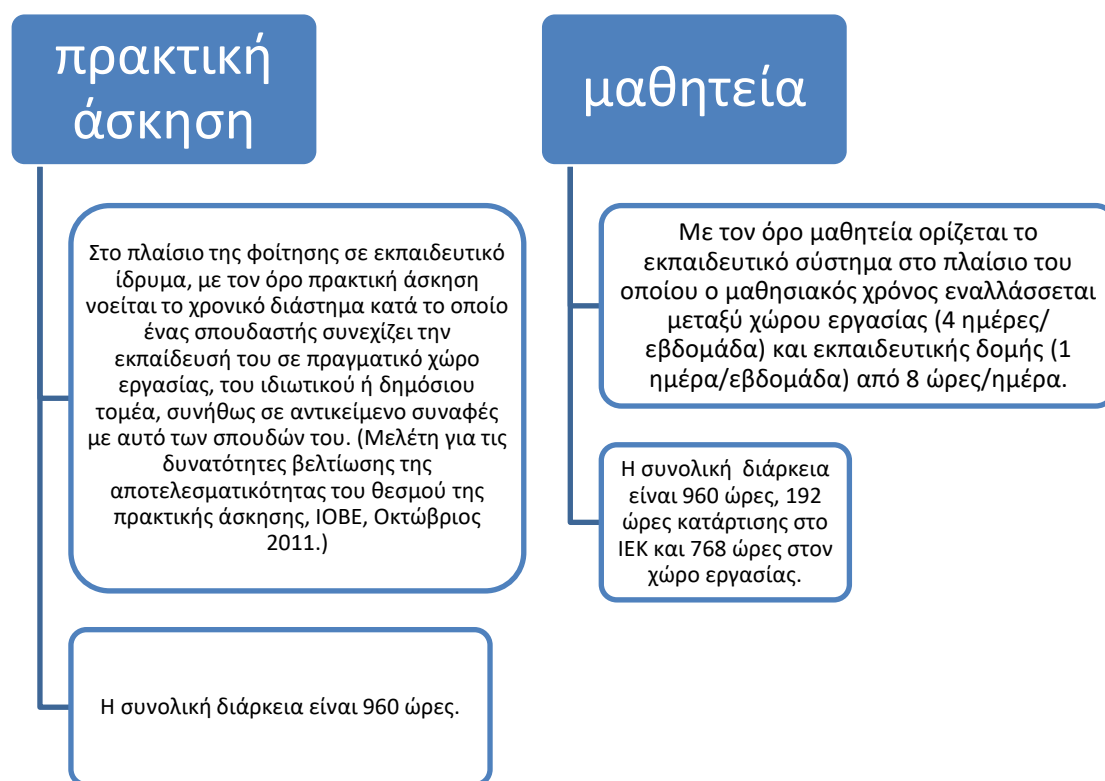 πρακτική
άσκηση
Στο πλαίσιο της φοίτησης σε εκπαιδευτικό
ίδρυμα, με τον όρο πρακτική άσκηση
νοείται το χρονικό διάστημα κατά το οποίο
ένας σπουδαστής συνεχίζει την
εκπαίδευσή του σε πραγματικό χώρο
εργασίας, του ιδιωτικού ή δημόσιου
τομέα, συνήθως σε αντικείμενο συναφές
με αυτό των σπουδών του. (Μελέτη για τις
δυνατότητες βελτίωσης της
αποτελεσματικότητας του θεσμού της
πρακτικής άσκησης, ΙΟΒΕ, Οκτώβριος
2011.)
Η συνολική διάρκεια είναι 960 ώρες.
μαθητεία
Με τον όρο μαθητεία ορίζεται το
εκπαιδευτικό σύστημα στο πλαίσιο του
οποίου ο μαθησιακός χρόνος εναλλάσσεται
μεταξύ χώρου εργασίας (4 ημέρες/
εβδομάδα) και εκπαιδευτικής δομής (1
ημέρα/εβδομάδα) από 8 ώρες/ημέρα.
Η συνολική διάρκεια
είναι 960 ώρες, 192
ώρες κατάρτισης στο
ΙΕΚ και 768 ώρες στον
χώρο εργασίας.